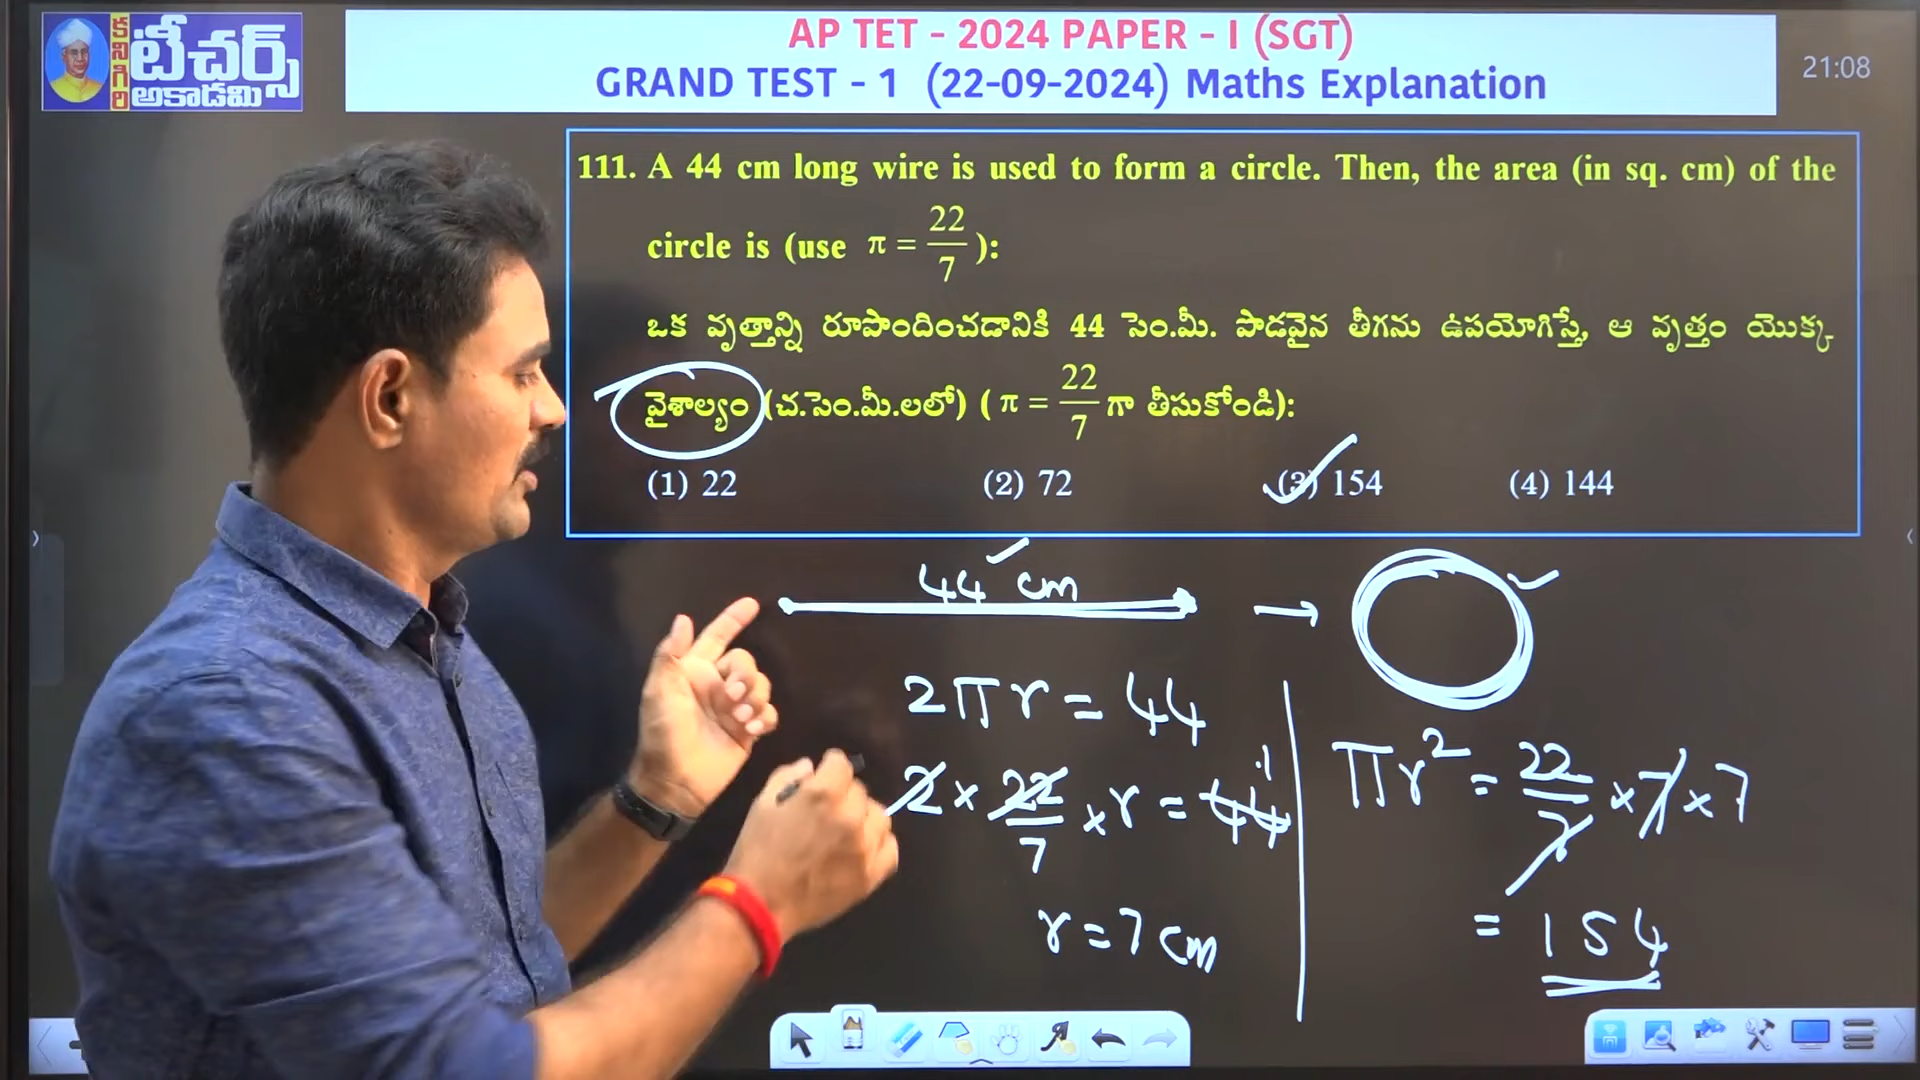 కనిగిరి
టీచర్స్
అకాడమి
AP TET - 2024 PAPER - I (SGT)
GRAND TEST - 1 (22-09-2024) Maths Explanation
21:08
111. A 44 cm long wire is used to form a circle. Then, the area (in sq. cm) of the
circle is (use π = 22/7):
ఒక వృత్తాన్ని రూపొందించడానికి 44 సెం.మీ. పొడవైన తీగను ఉపయోగిస్తే, ఆ వృత్తం యొక్క
వైశాల్యం (చ.సెం.మీ.లలో) ( π = 22/7 గా తీసుకోండి):
(1) 22 (2) 72 (3) 154 (4) 144
44 cm
2πr = 44
2 × 22/7 × r = 44 1
r = 7 cm
πr² = 22/7 × 7 × 7
= 154